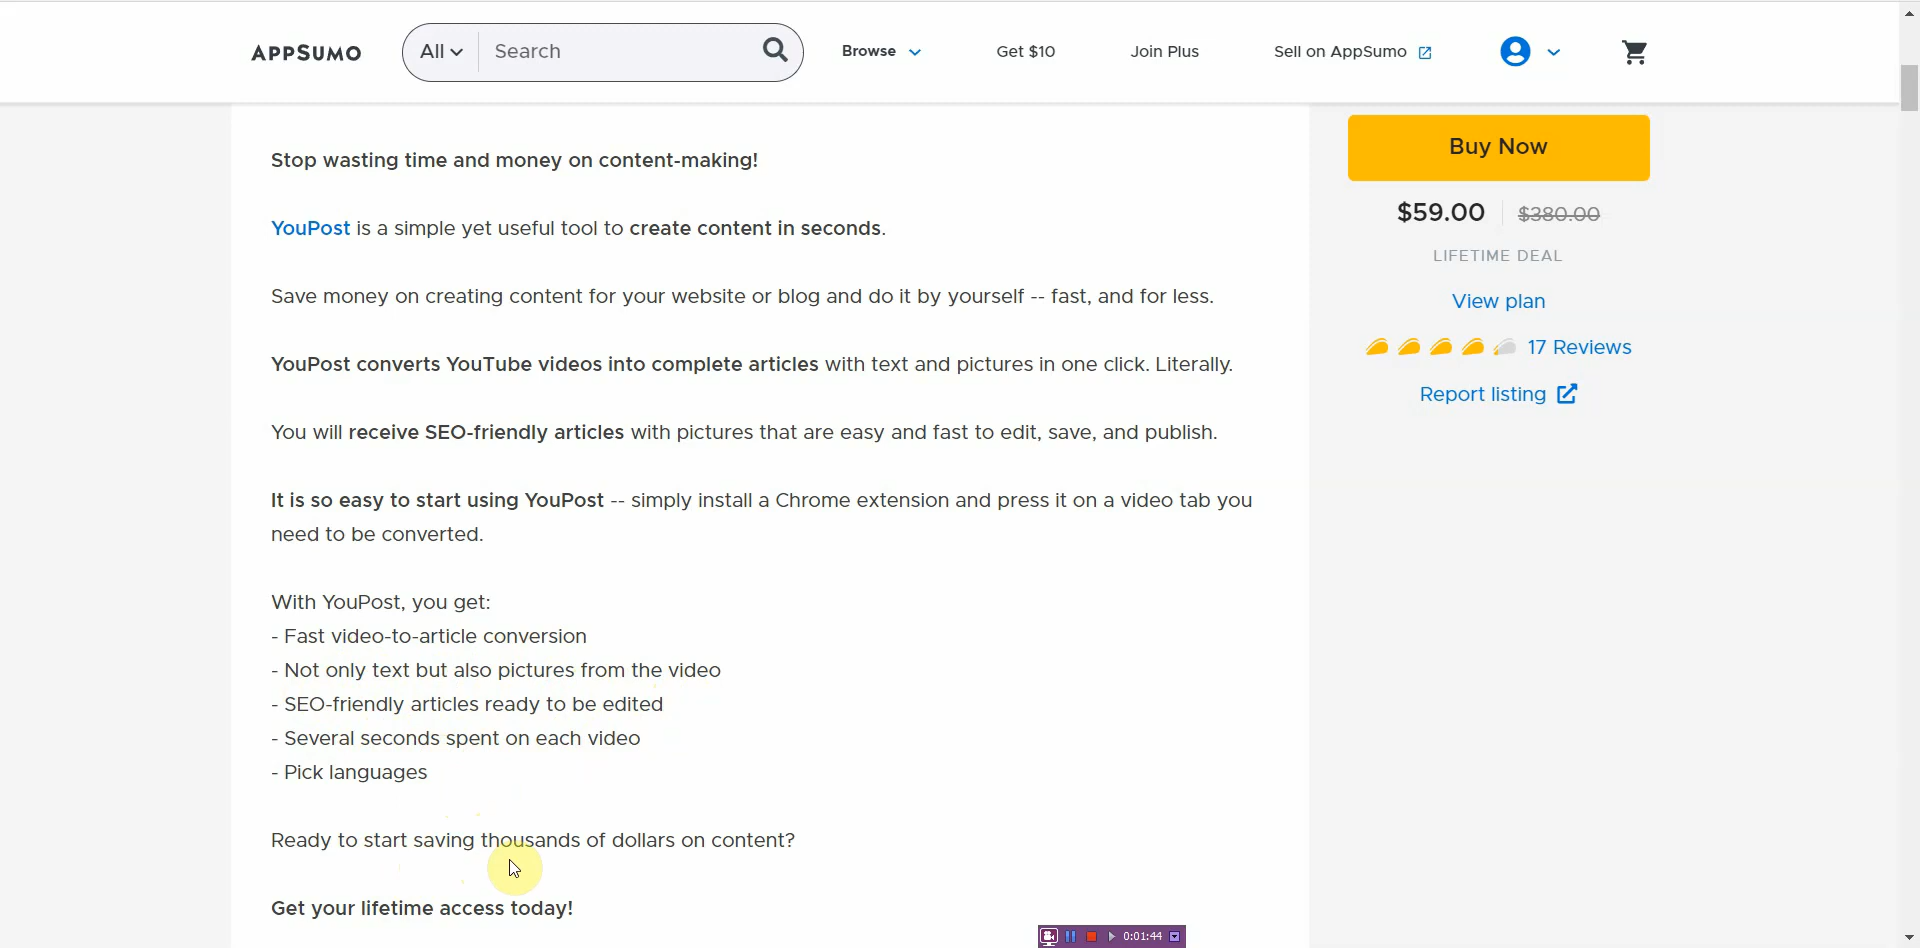 APPSUMO
All
Search
Browse
Get $10
Join Plus
Sell on AppSumo
Stop wasting time and money on content-making!
YouPost is a simple yet useful tool to create content in seconds.
Save money on creating content for your website or blog and do it by yourself -- fast, and for less.
YouPost converts YouTube videos into complete articles with text and pictures in one click. Literally.
You will receive SEO-friendly articles with pictures that are easy and fast to edit, save, and publish.
It is so easy to start using YouPost -- simply install a Chrome extension and press it on a video tab you
need to be converted.
With YouPost, you get:
- Fast video-to-article conversion
- Not only text but also pictures from the video
- SEO-friendly articles ready to be edited
- Several seconds spent on each video
- Pick languages
Ready to start saving thousands of dollars on content?
Get your lifetime access today!
Buy Now
$59.00
$380.00
LIFETIME DEAL
View plan
17 Reviews
Report listing
0:01:44